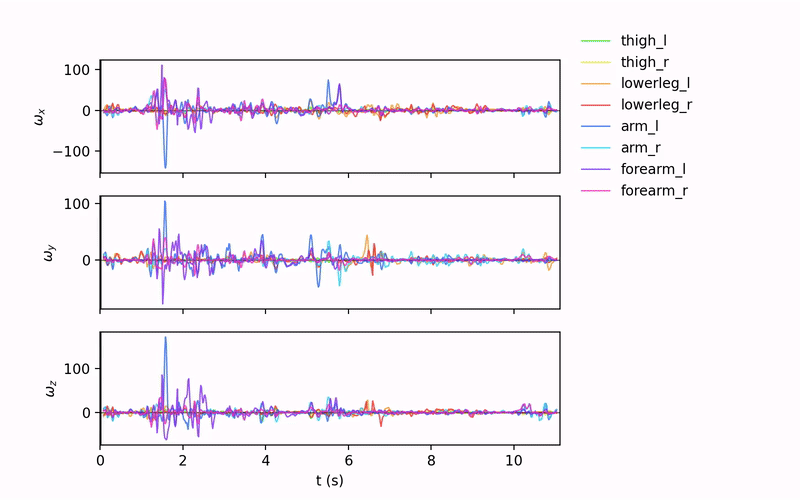 thigh_l
thigh_r
lowerleg_l
lowerleg_r
arm_l
arm_r
forearm_l
forearm_r
100
0
−100
ωx
100
0
ωy
100
0
ωz
0 2 4 6 8 10
t (s)